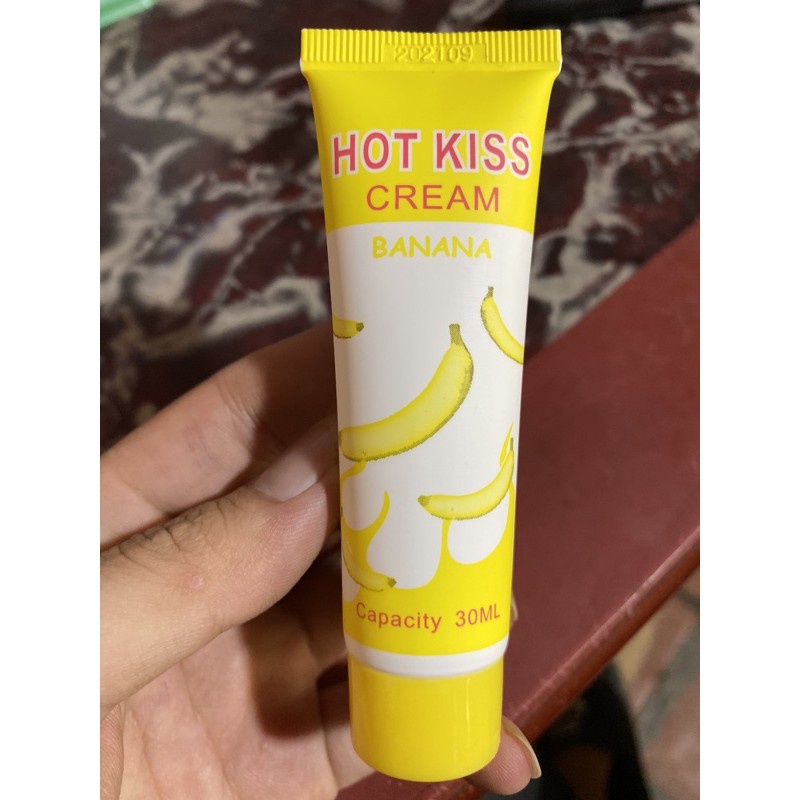 202109
HOT KISS
CREAM
BANANA
Capacity 30ML